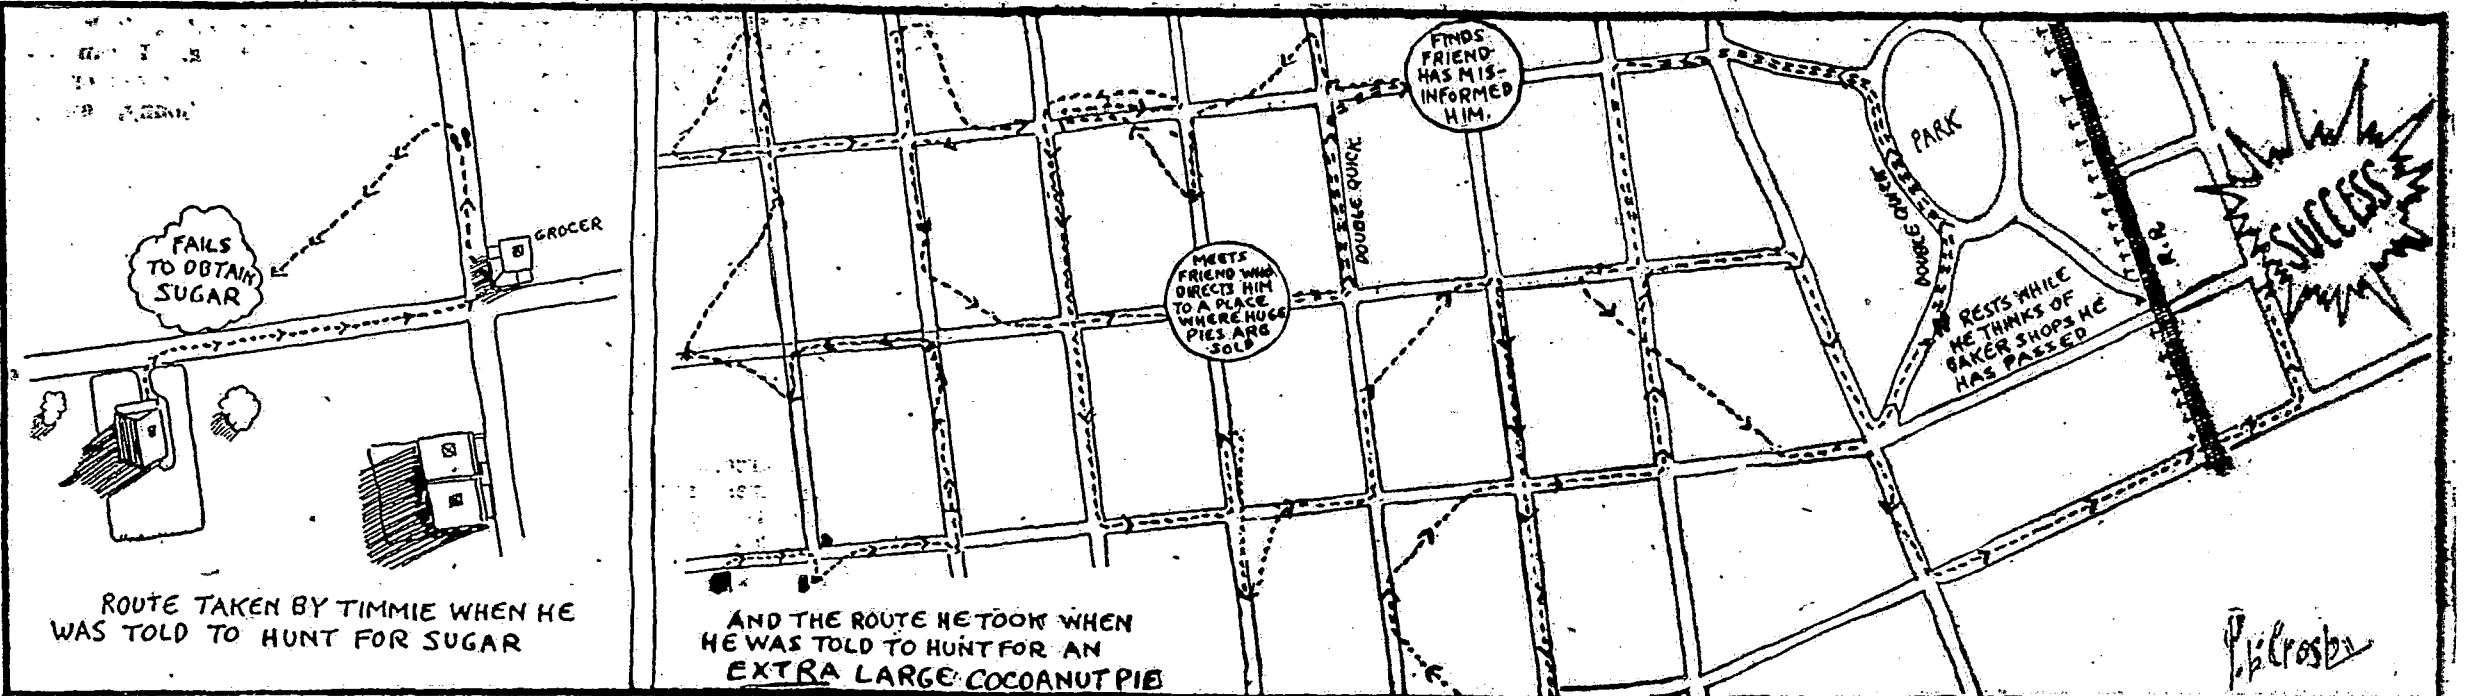 FAILS
TO OBTAIN
SUGAR
GROCER
ROUTE TAKEN BY TIMMIE WHEN HE
WAS TOLD TO HUNT FOR SUGAR
FINDS
FRIEND
HAS MIS-
INFORMED
HIM.
MEETS
FRIEND WHO
DIRECTS HIM
TO A PLACE
WHERE HUGE
PIES ARE
SOLD
DOUBLE QUICK
PARK
DOUBLE QUICK
R.R.
RESTS WHILE
HE THINKS OF
BAKER SHOPS HE
HAS PASSED
SUCCESS
AND THE ROUTE HE TOOK WHEN
HE WAS TOLD TO HUNT FOR AN
EXTRA LARGE COCOANUT PIE
Crosby